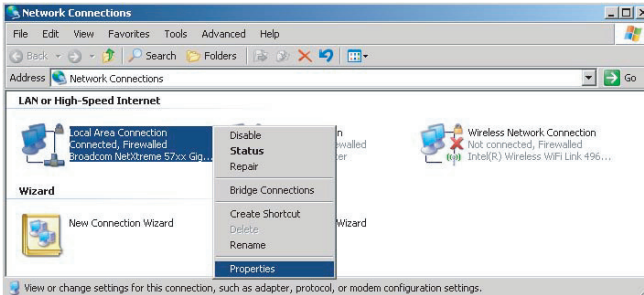 Network Connections
File Edit View Favorites Tools Advanced Help
Back Search Folders
Address Network Connections Go
LAN or High-Speed Internet
Local Area Connection
Connected, Firewalled
Broadcom NetXtreme 57xx Gig...
Disable
Status
Repair
Bridge Connections
Create Shortcut
Delete
Rename
Properties
Wireless Network Connection
Not connected, Firewalled
Intel(R) Wireless WiFi Link 496...
Wizard
New Connection Wizard
Wizard
View or change settings for this connection, such as adapter, protocol, or modem configuration settings.